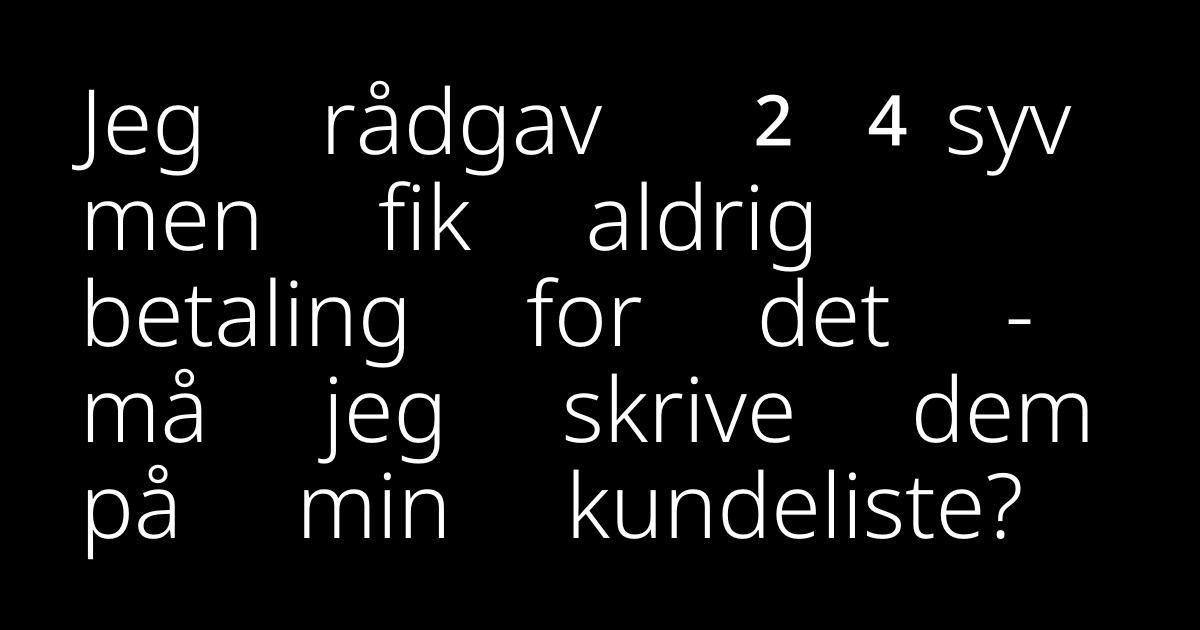 Jeg rådgav 2 4 syv
men fik aldrig
betaling for det -
må jeg skrive dem
på min kundeliste?